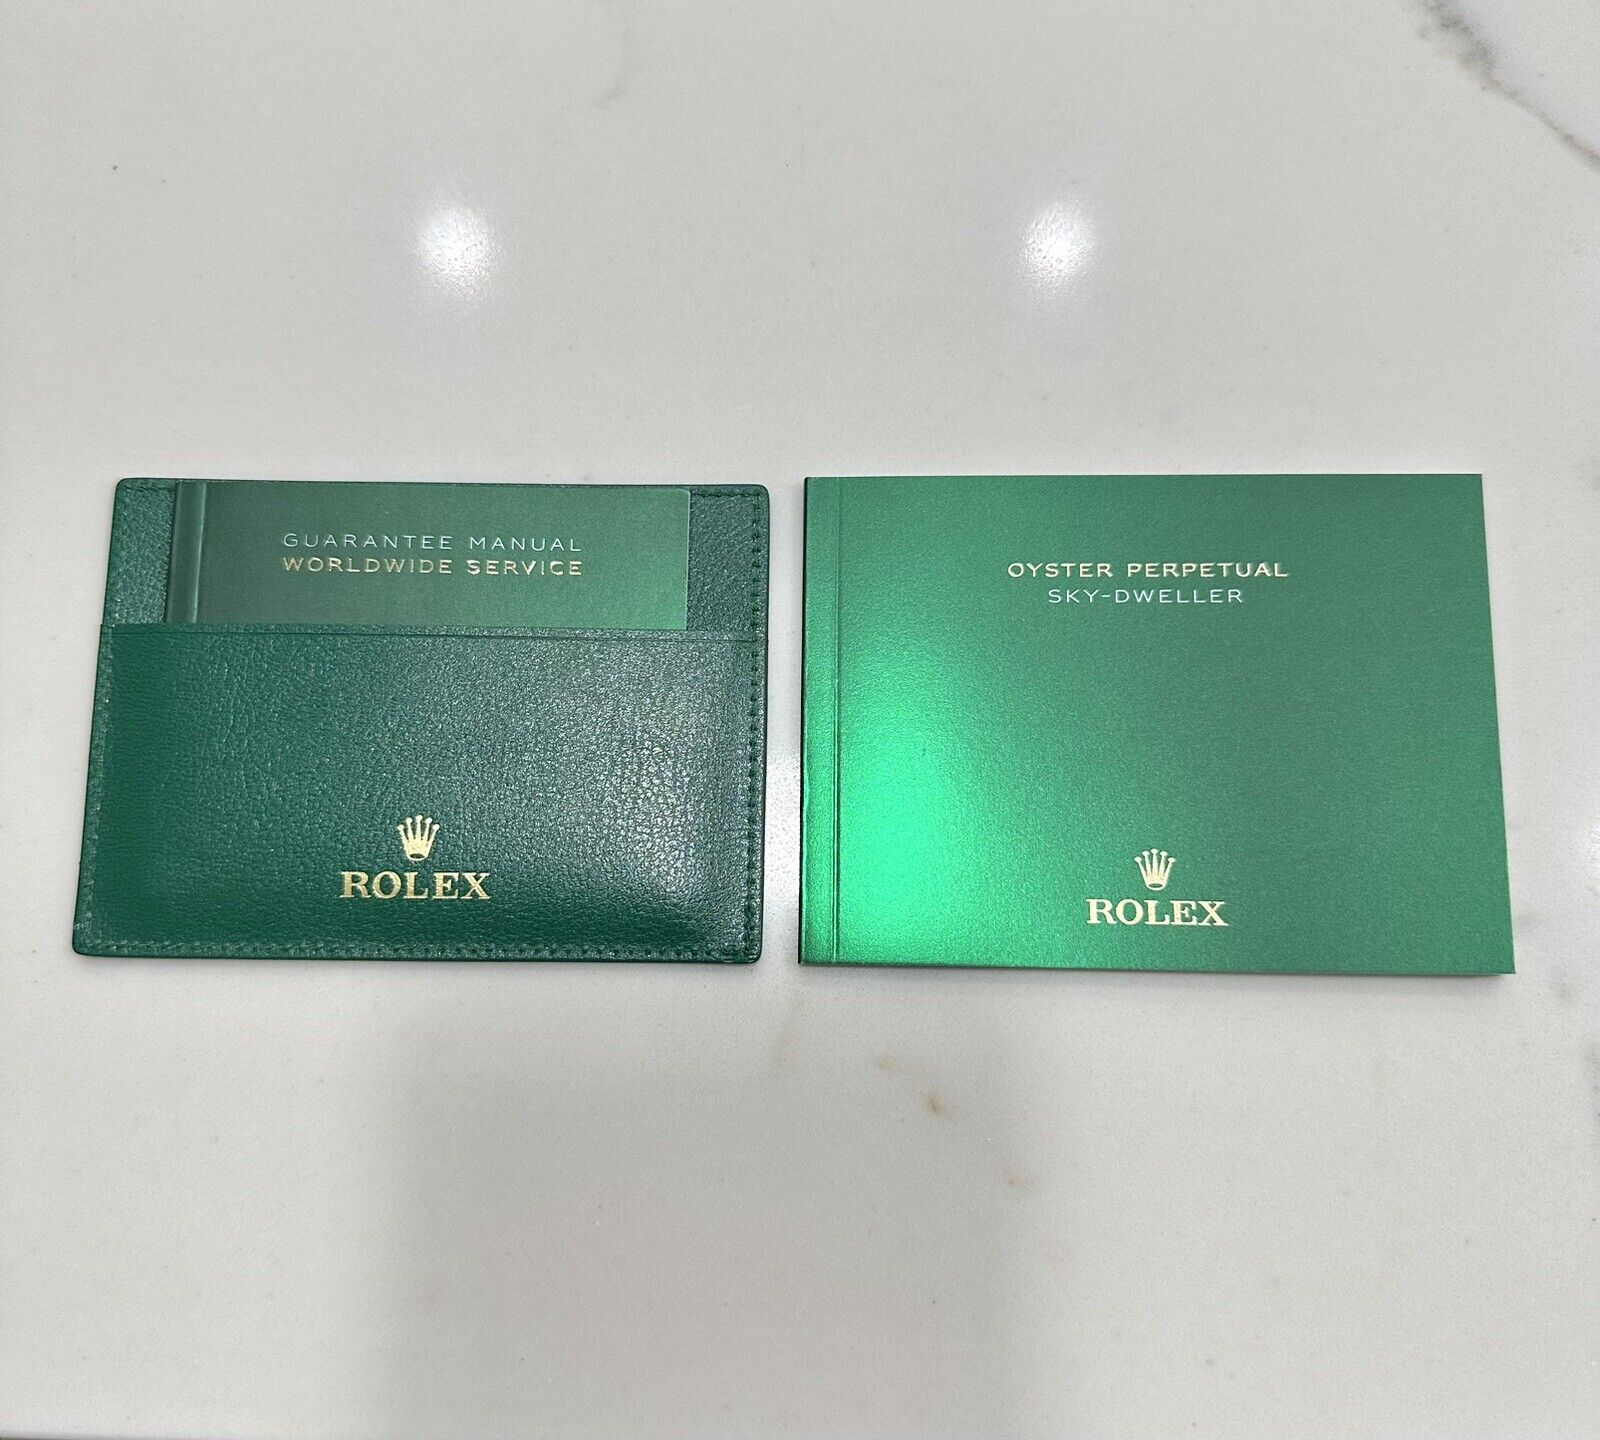 GUARANTEE MANUAL
WORLDWIDE SERVICE
ROLEX
OYSTER PERPETUAL
SKY-DWELLER
ROLEX